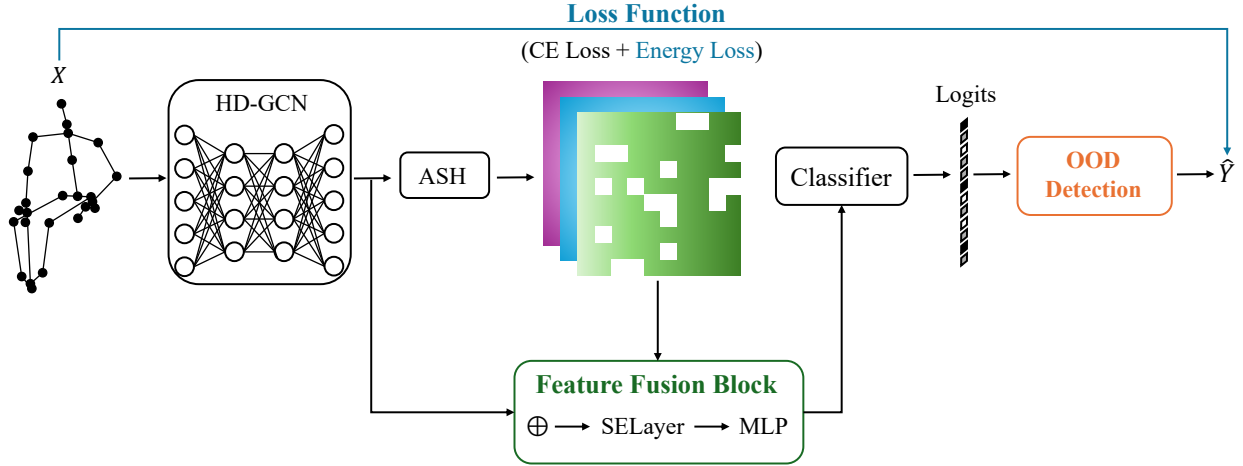 Loss Function
(CE Loss + Energy Loss)
X
HD-GCN
ASH
Classifier
Logits
OOD
Detection
Ŷ
Feature Fusion Block
⊕ SELayer MLP